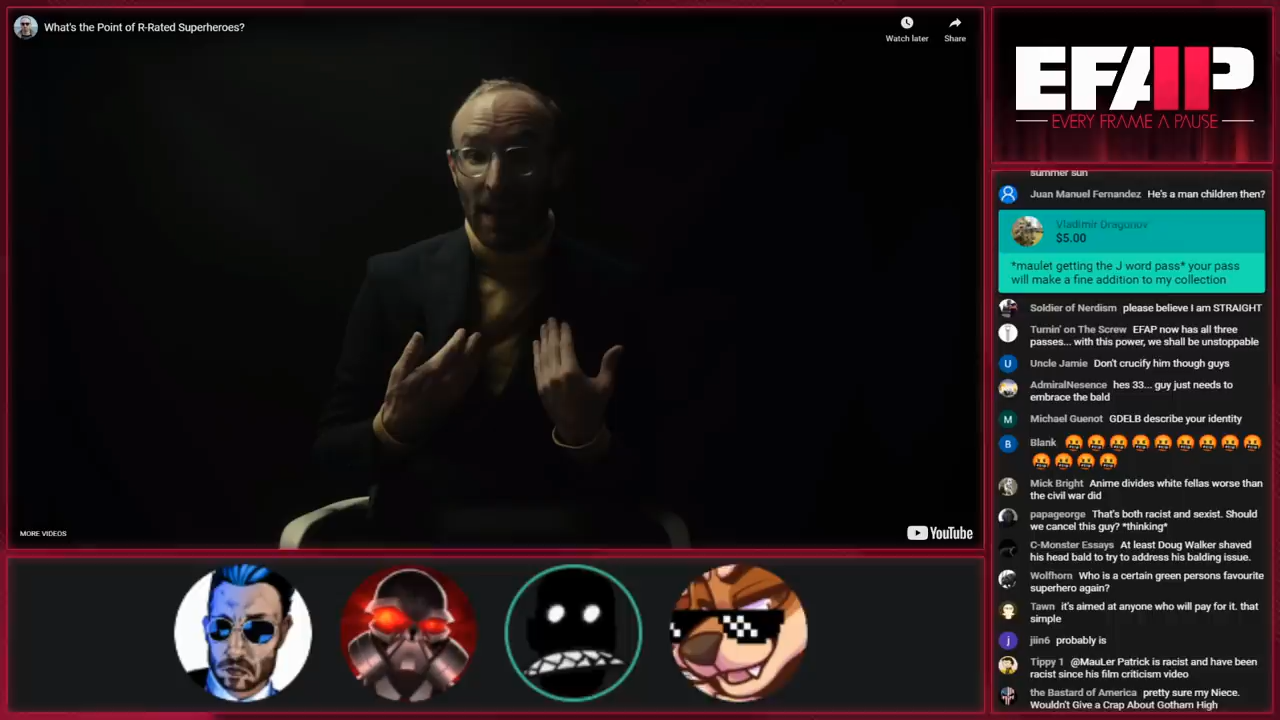 What's the Point of R-Rated Superheroes?
Watch later
Share
MORE VIDEOS
YouTube
EFAP
EVERY FRAME A PAUSE
summer sun
Juan Manuel Fernandez He's a man children then?
Vladimir Dragunov
$5.00
*maulet getting the J word pass* your pass
will make a fine addition to my collection
Soldier of Nerdism please believe I am STRAIGHT
Turnin' on The Screw EFAP now has all three
passes... with this power, we shall be unstoppable
U
Uncle Jamie Don't crucify him though guys
AdmiralNesence hes 33... guy just needs to
embrace the bald
M
Michael Guenot GDELB describe your identity
B
Blank
Mick Bright Anime divides white fellas worse than
the civil war did
papageorge That's both racist and sexist. Should
we cancel this guy? *thinking*
C-Monster Essays At least Doug Walker shaved
his head bald to try to address his balding issue.
Wolfhorn Who is a certain green persons favourite
superhero again?
Tawn it's aimed at anyone who will pay for it. that
simple
j
jiin6 probably is
Tippy 1 @MauLer Patrick is racist and have been
racist since his film criticism video
the Bastard of America pretty sure my Niece.
Wouldn't Give a Crap About Gotham High